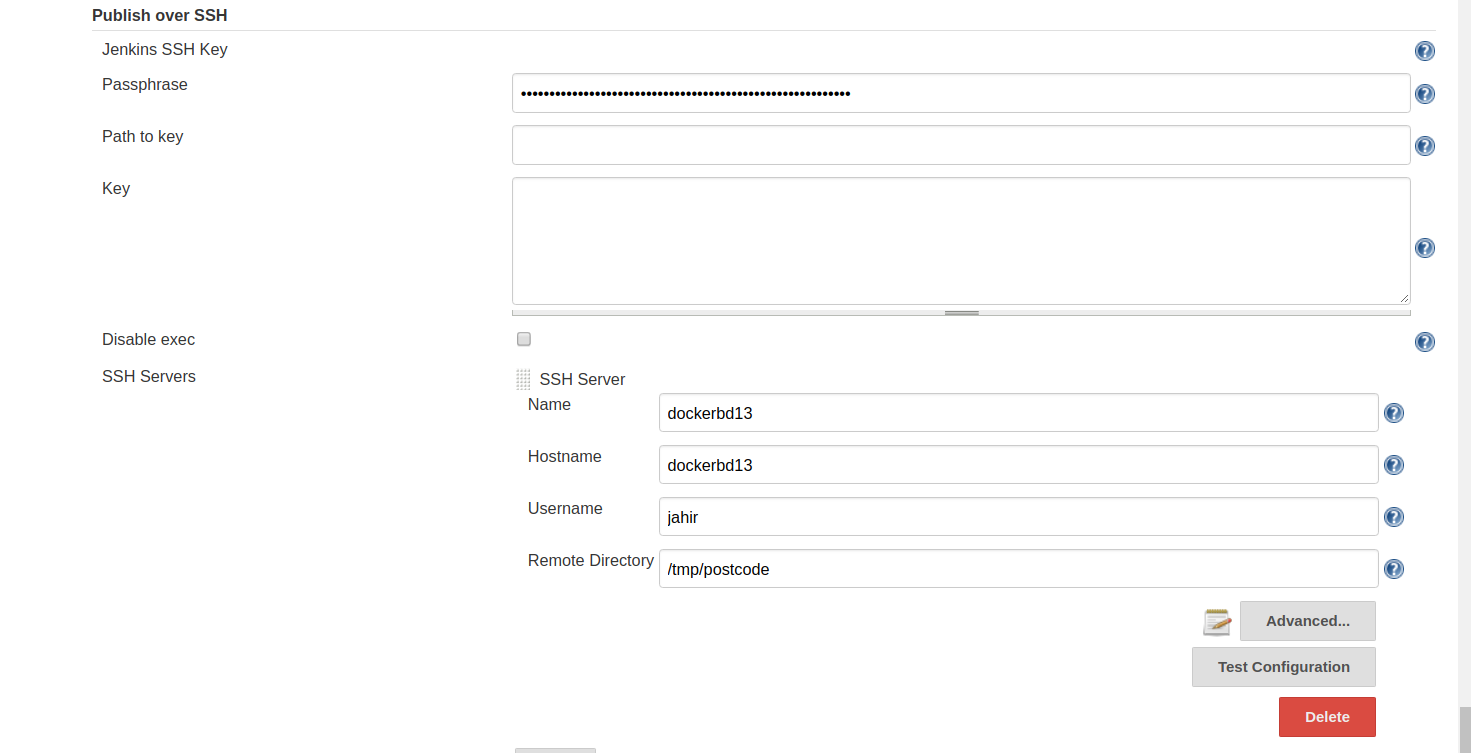 Publish over SSH
Jenkins SSH Key
Passphrase
••••••••••••••••••••••••••••••••••••••••••••••••••••••••••
Path to key
Key
Disable exec
SSH Servers
SSH Server
Name
dockerbd13
Hostname
dockerbd13
Username
jahir
Remote Directory
/tmp/postcode
Advanced...
Test Configuration
Delete